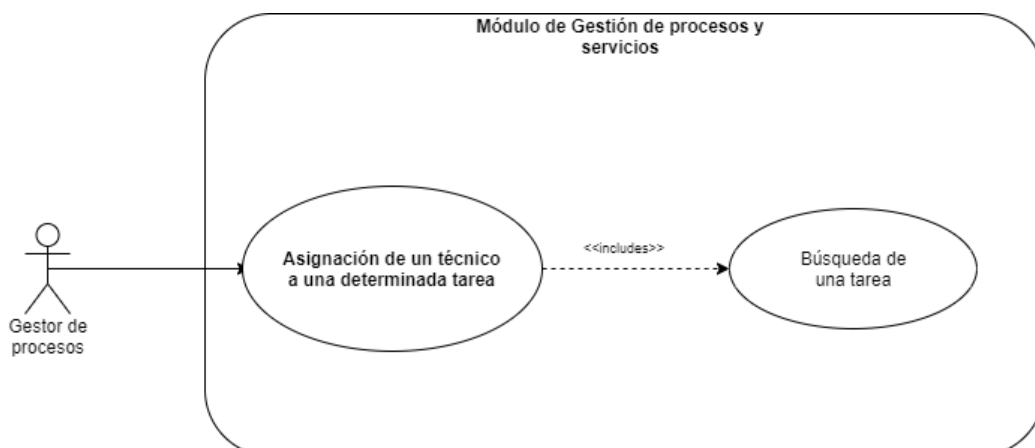 Módulo de Gestión de procesos y
servicios
Asignación de un técnico
a una determinada tarea
<<includes>>
Búsqueda de
una tarea
Gestor de
procesos